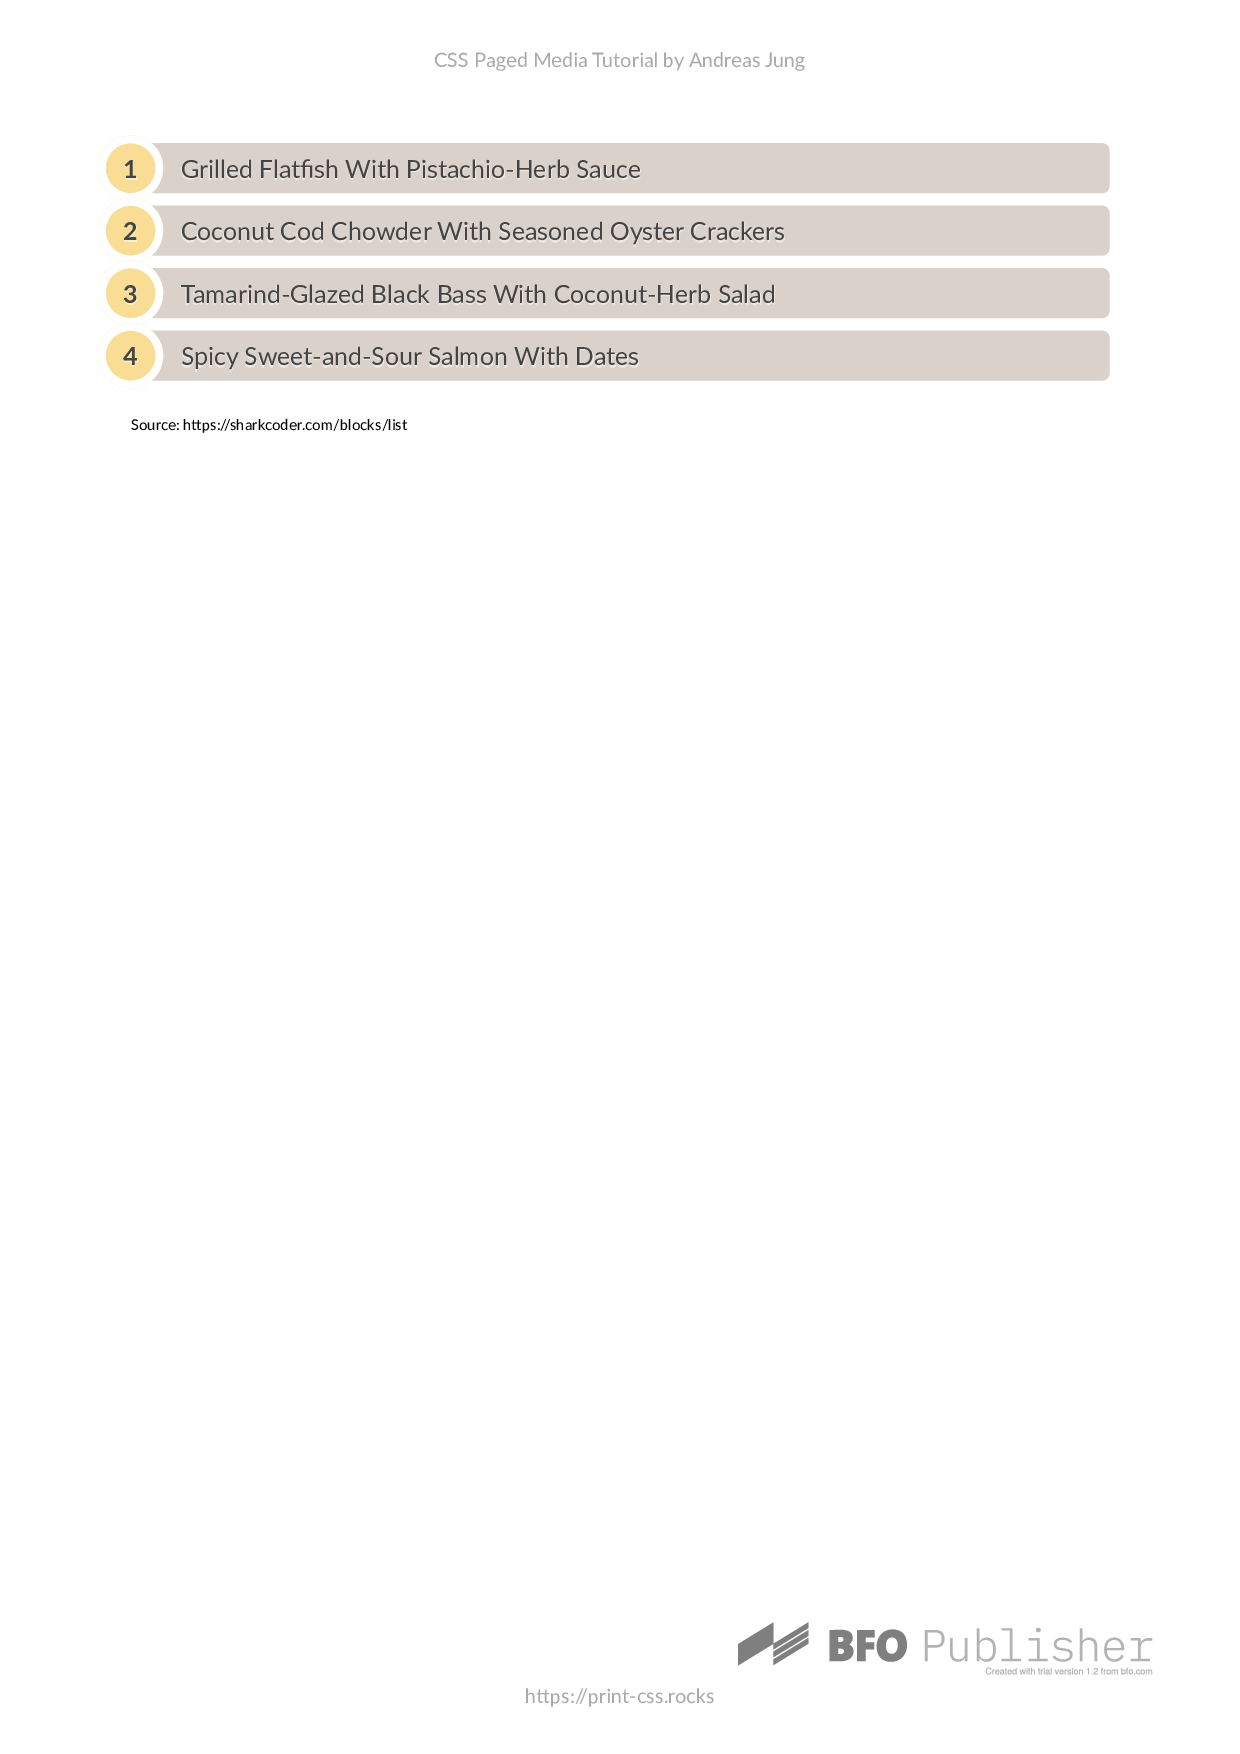 CSS Paged Media Tutorial by Andreas Jung
1 Grilled Flatfish With Pistachio-Herb Sauce
2 Coconut Cod Chowder With Seasoned Oyster Crackers
3 Tamarind-Glazed Black Bass With Coconut-Herb Salad
4 Spicy Sweet-and-Sour Salmon With Dates
Source: https://sharkcoder.com/blocks/list
BFO Publisher
Created with trial version 1.2 from bfo.com
https://print-css.rocks